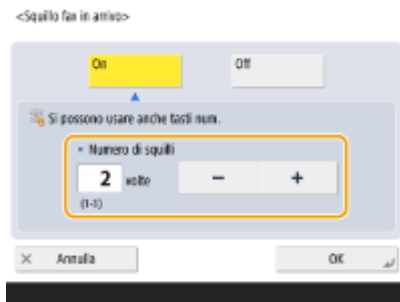 <Squillo fax in arrivo>
On
Off
Si possono usare anche tasti num.
Numero di squilli
2 volte
− +
(1-3)
× Annulla
OK